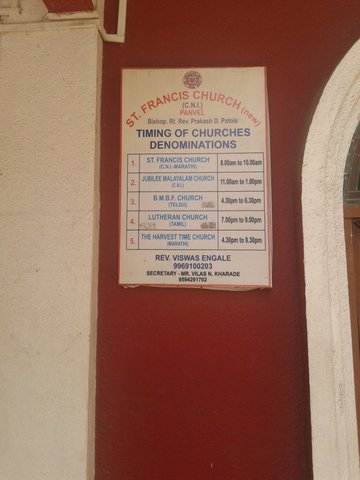 ST. FRANCIS CHURCH (new)
(C.N.I.)
PANVEL
Bishop. Rt. Rev. Prakash D. Patole
TIMING OF CHURCHES
DENOMINATIONS
1. ST. FRANCIS CHURCH 8.00am to 10.00am
(C.N.I.-MARATHI)
2. JUBILEE MALAYALAM CHURCH 11.00am to 1.00pm
(C.N.I)
3. B.M.B.F. CHURCH 4.30pm to 6.30pm
(TELGU)
4. LUTHERAN CHURCH 7.00pm to 9.00pm
(TAMIL)
5. THE HARVEST TIME CHURCH 4.30pm to 9.30pm
(MARATHI)
REV. VISWAS ENGALE
9969100203
SECRETARY - MR. VILAS N. KHARADE
9594291702